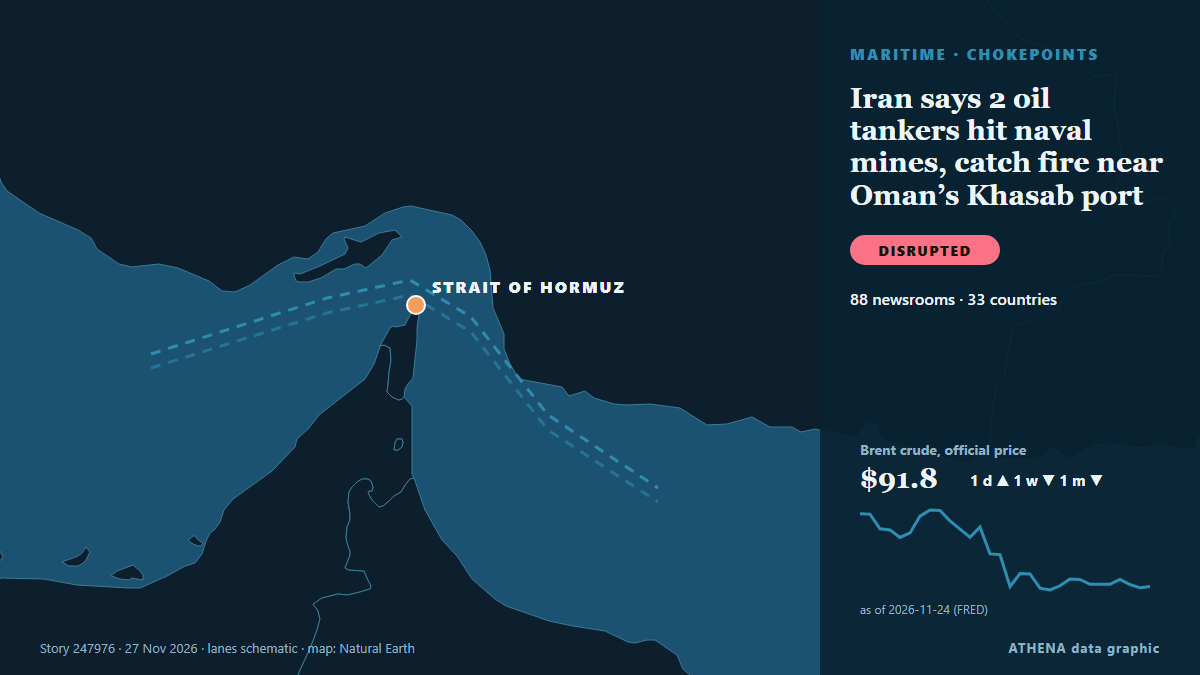 MARITIME · CHOKEPOINTS
Iran says 2 oil
tankers hit naval
mines, catch fire near
Oman’s Khasab port
DISRUPTED
88 newsrooms · 33 countries
STRAIT OF HORMUZ
Brent crude, official price
$91.8 1 d ▲ 1 w ▼ 1 m ▼
as of 2026-11-24 (FRED)
Story 247976 · 27 Nov 2026 · lanes schematic · map: Natural Earth
ATHENA data graphic